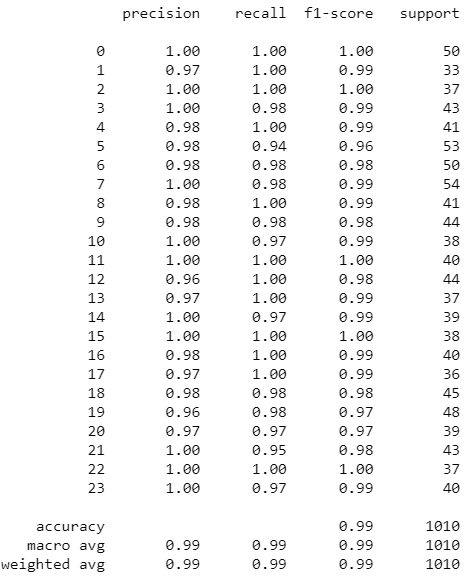 precision recall f1-score support
0 1.00 1.00 1.00 50
1 0.97 1.00 0.99 33
2 1.00 1.00 1.00 37
3 1.00 0.98 0.99 43
4 0.98 1.00 0.99 41
5 0.98 0.94 0.96 53
6 0.98 0.98 0.98 50
7 1.00 0.98 0.99 54
8 0.98 1.00 0.99 41
9 0.98 0.98 0.98 44
10 1.00 0.97 0.99 38
11 1.00 1.00 1.00 40
12 0.96 1.00 0.98 44
13 0.97 1.00 0.99 37
14 1.00 0.97 0.99 39
15 1.00 1.00 1.00 38
16 0.98 1.00 0.99 40
17 0.97 1.00 0.99 36
18 0.98 0.98 0.98 45
19 0.96 0.98 0.97 48
20 0.97 0.97 0.97 39
21 1.00 0.95 0.98 43
22 1.00 1.00 1.00 37
23 1.00 0.97 0.99 40
accuracy 0.99 1010
macro avg 0.99 0.99 0.99 1010
weighted avg 0.99 0.99 0.99 1010